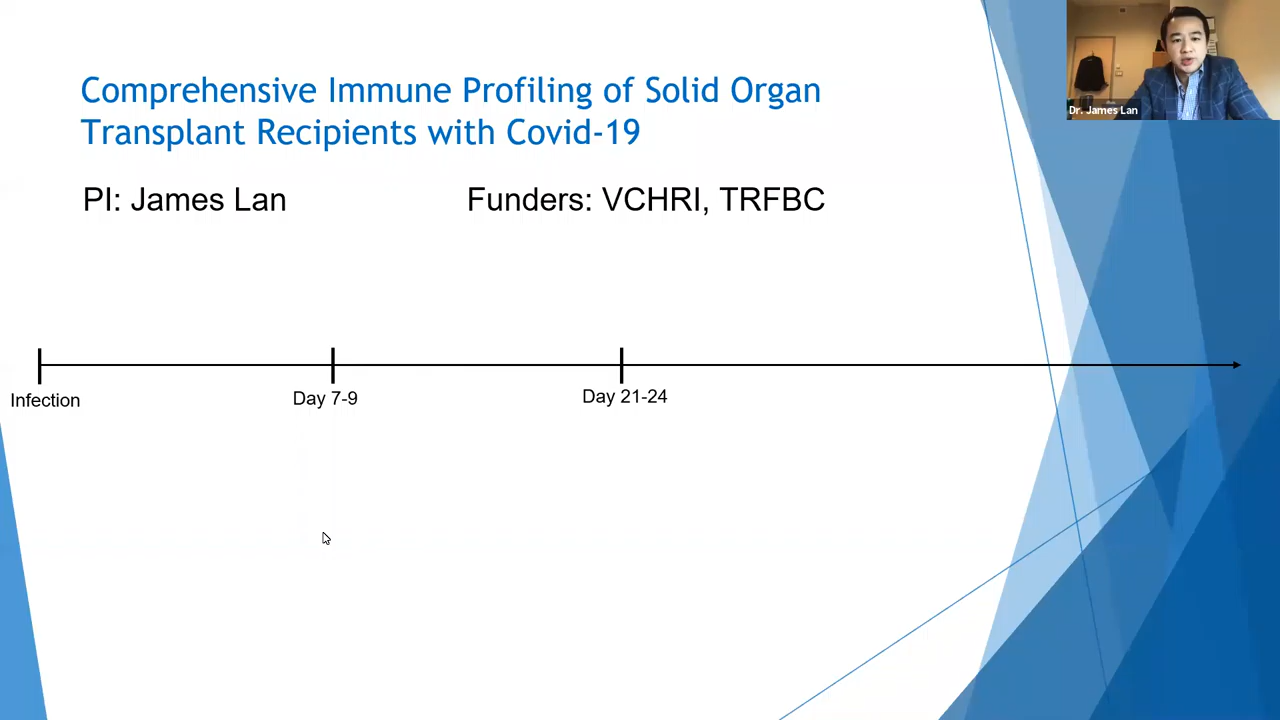 Comprehensive Immune Profiling of Solid Organ
Transplant Recipients with Covid-19
PI: James Lan
Funders: VCHRI, TRFBC
Infection
Day 7-9
Day 21-24
Dr. James Lan